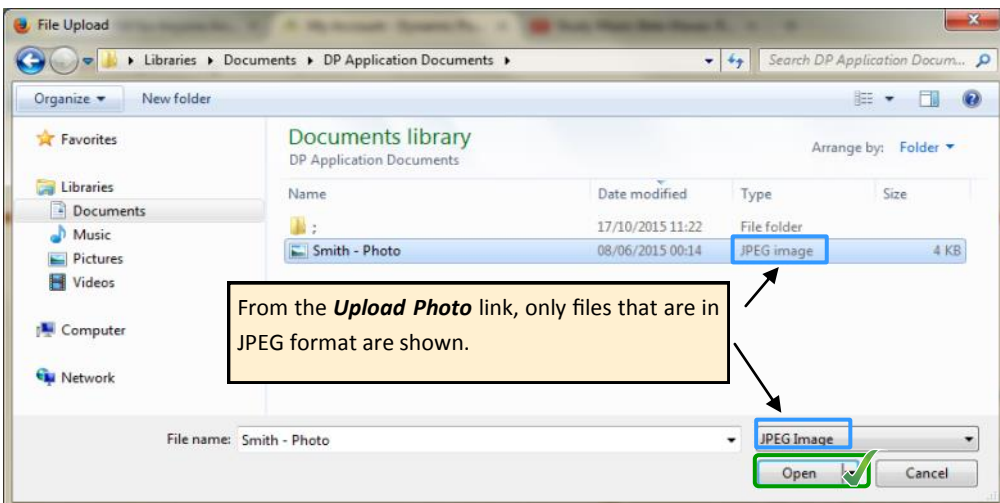 File Upload
Libraries ▸ Documents ▸ DP Application Documents ▸
Search DP Application Docum...
Organize New folder
Favorites
Libraries
Documents
Music
Pictures
Videos
Computer
Network
Documents library
DP Application Documents
Arrange by: Folder
Name Date modified Type Size
; 17/10/2015 11:22 File folder
Smith - Photo 08/06/2015 00:14 JPEG image 4 KB
From the Upload Photo link, only files that are in
JPEG format are shown.
File name: Smith - Photo JPEG Image
Open Cancel